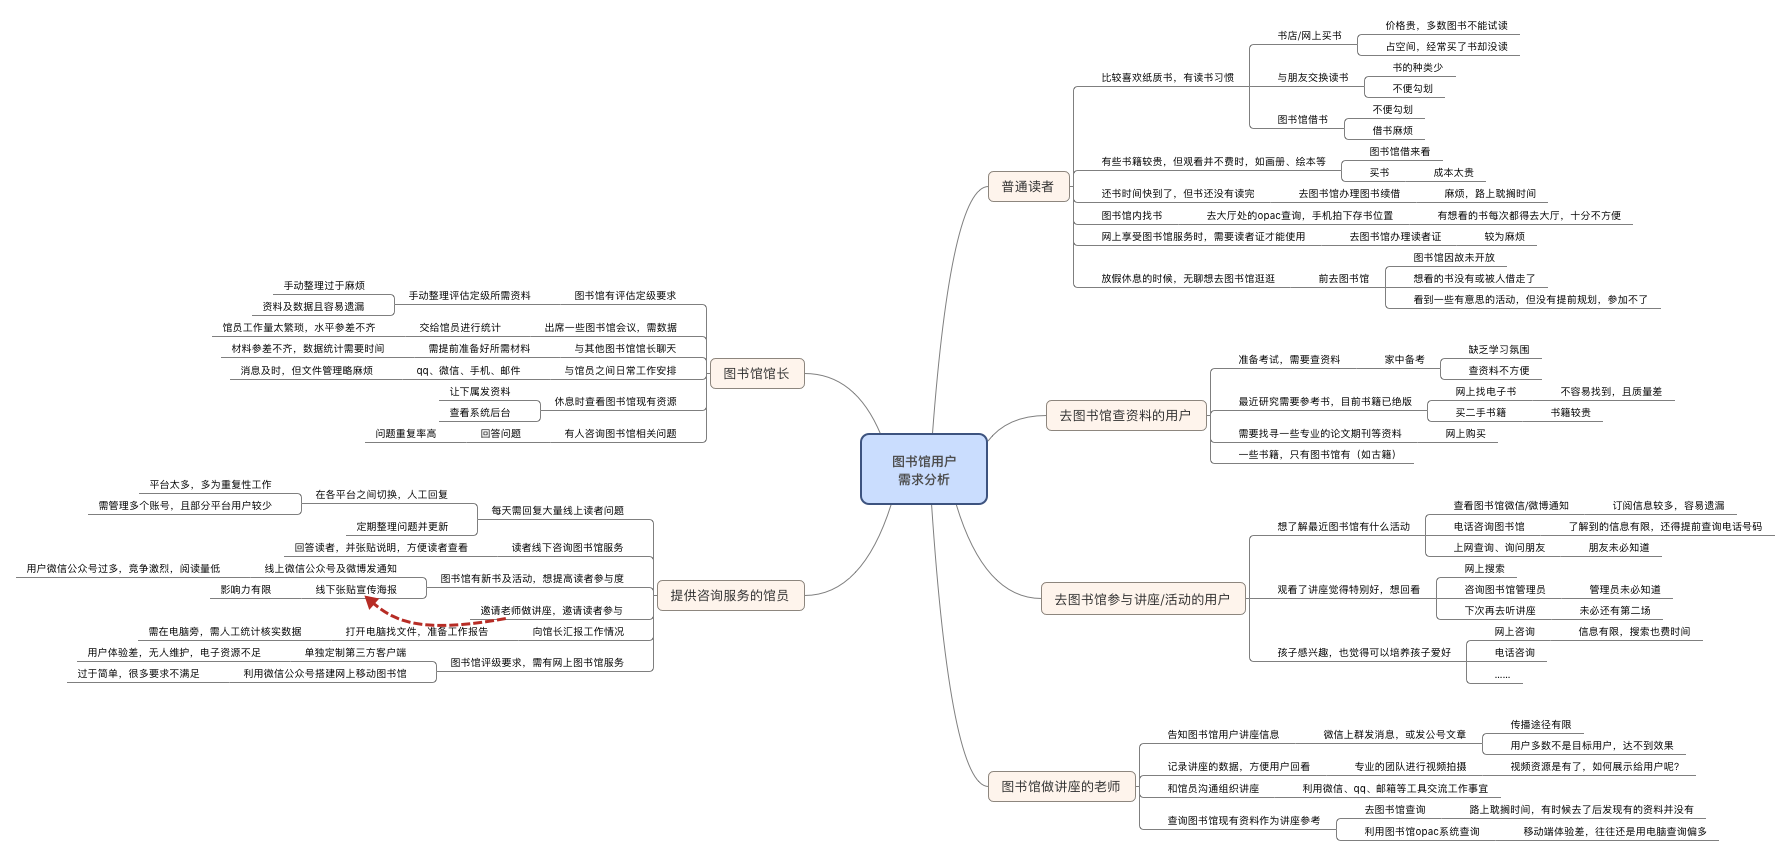 图书馆用户
需求分析
普通读者
比较喜欢纸质书，有读书习惯
书店/网上买书
价格贵，多数图书不能试读
占空间，经常买了书却没读
与朋友交换读书
书的种类少
不便勾划
图书馆借书
不便勾划
借书麻烦
有些书籍较贵，但观看并不费时，如画册、绘本等
图书馆借来看
买书
成本太贵
还书时间快到了，但书还没有读完
去图书馆办理图书续借
麻烦，路上耽搁时间
图书馆内找书
去大厅处的opac查询，手机拍下存书位置
有想看的书每次都得去大厅，十分不方便
网上享受图书馆服务时，需要读者证才能使用
去图书馆办理读者证
较为麻烦
放假休息的时候，无聊想去图书馆逛逛
前去图书馆
图书馆因故未开放
想看的书没有或被人借走了
看到一些有意思的活动，但没有提前规划，参加不了
去图书馆查资料的用户
准备考试，需要查资料
家中备考
缺乏学习氛围
查资料不方便
最近研究需要参考书，目前书籍已绝版
网上找电子书
不容易找到，且质量差
买二手书籍
书籍较贵
需要找寻一些专业的论文期刊等资料
网上购买
一些书籍，只有图书馆有（如古籍）
去图书馆参与讲座/活动的用户
想了解最近图书馆有什么活动
查看图书馆微信/微博通知
订阅信息较多，容易遗漏
电话咨询图书馆
了解到的信息有限，还得提前查询电话号码
上网查询、询问朋友
朋友未必知道
观看了讲座觉得特别好，想回看
网上搜索
咨询图书馆管理员
管理员未必知道
下次再去听讲座
未必还有第二场
孩子感兴趣，也觉得可以培养孩子爱好
网上咨询
信息有限，搜索也费时间
电话咨询
......
图书馆做讲座的老师
告知图书馆用户讲座信息
微信上群发消息，或发公号文章
传播途径有限
用户多数不是目标用户，达不到效果
记录讲座的数据，方便用户回看
专业的团队进行视频拍摄
视频资源是有了，如何展示给用户呢？
和馆员沟通组织讲座
利用微信、qq、邮箱等工具交流工作事宜
查询图书馆现有资料作为讲座参考
去图书馆查询
路上耽搁时间，有时候去了后发现有的资料并没有
利用图书馆opac系统查询
移动端体验差，往往还是用电脑查询偏多
图书馆馆长
图书馆有评估定级要求
手动整理评估定级所需资料
手动整理过于麻烦
资料及数据且容易遗漏
出席一些图书馆会议，需数据
交给馆员进行统计
馆员工作量太繁琐，水平参差不齐
与其他图书馆馆长聊天
需提前准备好所需材料
材料参差不齐，数据统计需要时间
与馆员之间日常工作安排
qq、微信、手机、邮件
消息及时，但文件管理略麻烦
休息时查看图书馆现有资源
让下属发资料
查看系统后台
有人咨询图书馆相关问题
回答问题
问题重复率高
提供咨询服务的馆员
每天需回复大量线上读者问题
在各平台之间切换，人工回复
平台太多，多为重复性工作
需管理多个账号，且部分平台用户较少
定期整理问题并更新
读者线下咨询图书馆服务
回答读者，并张贴说明，方便读者查看
图书馆有新书及活动，想提高读者参与度
线上微信公众号及微博发通知
用户微信公众号过多，竞争激烈，阅读量低
线下张贴宣传海报
影响力有限
邀请老师做讲座，邀请读者参与
向馆长汇报工作情况
打开电脑找文件，准备工作报告
需在电脑旁，需人工统计核实数据
图书馆评级要求，需有网上图书馆服务
单独定制第三方客户端
用户体验差，无人维护，电子资源不足
利用微信公众号搭建网上移动图书馆
过于简单，很多要求不满足